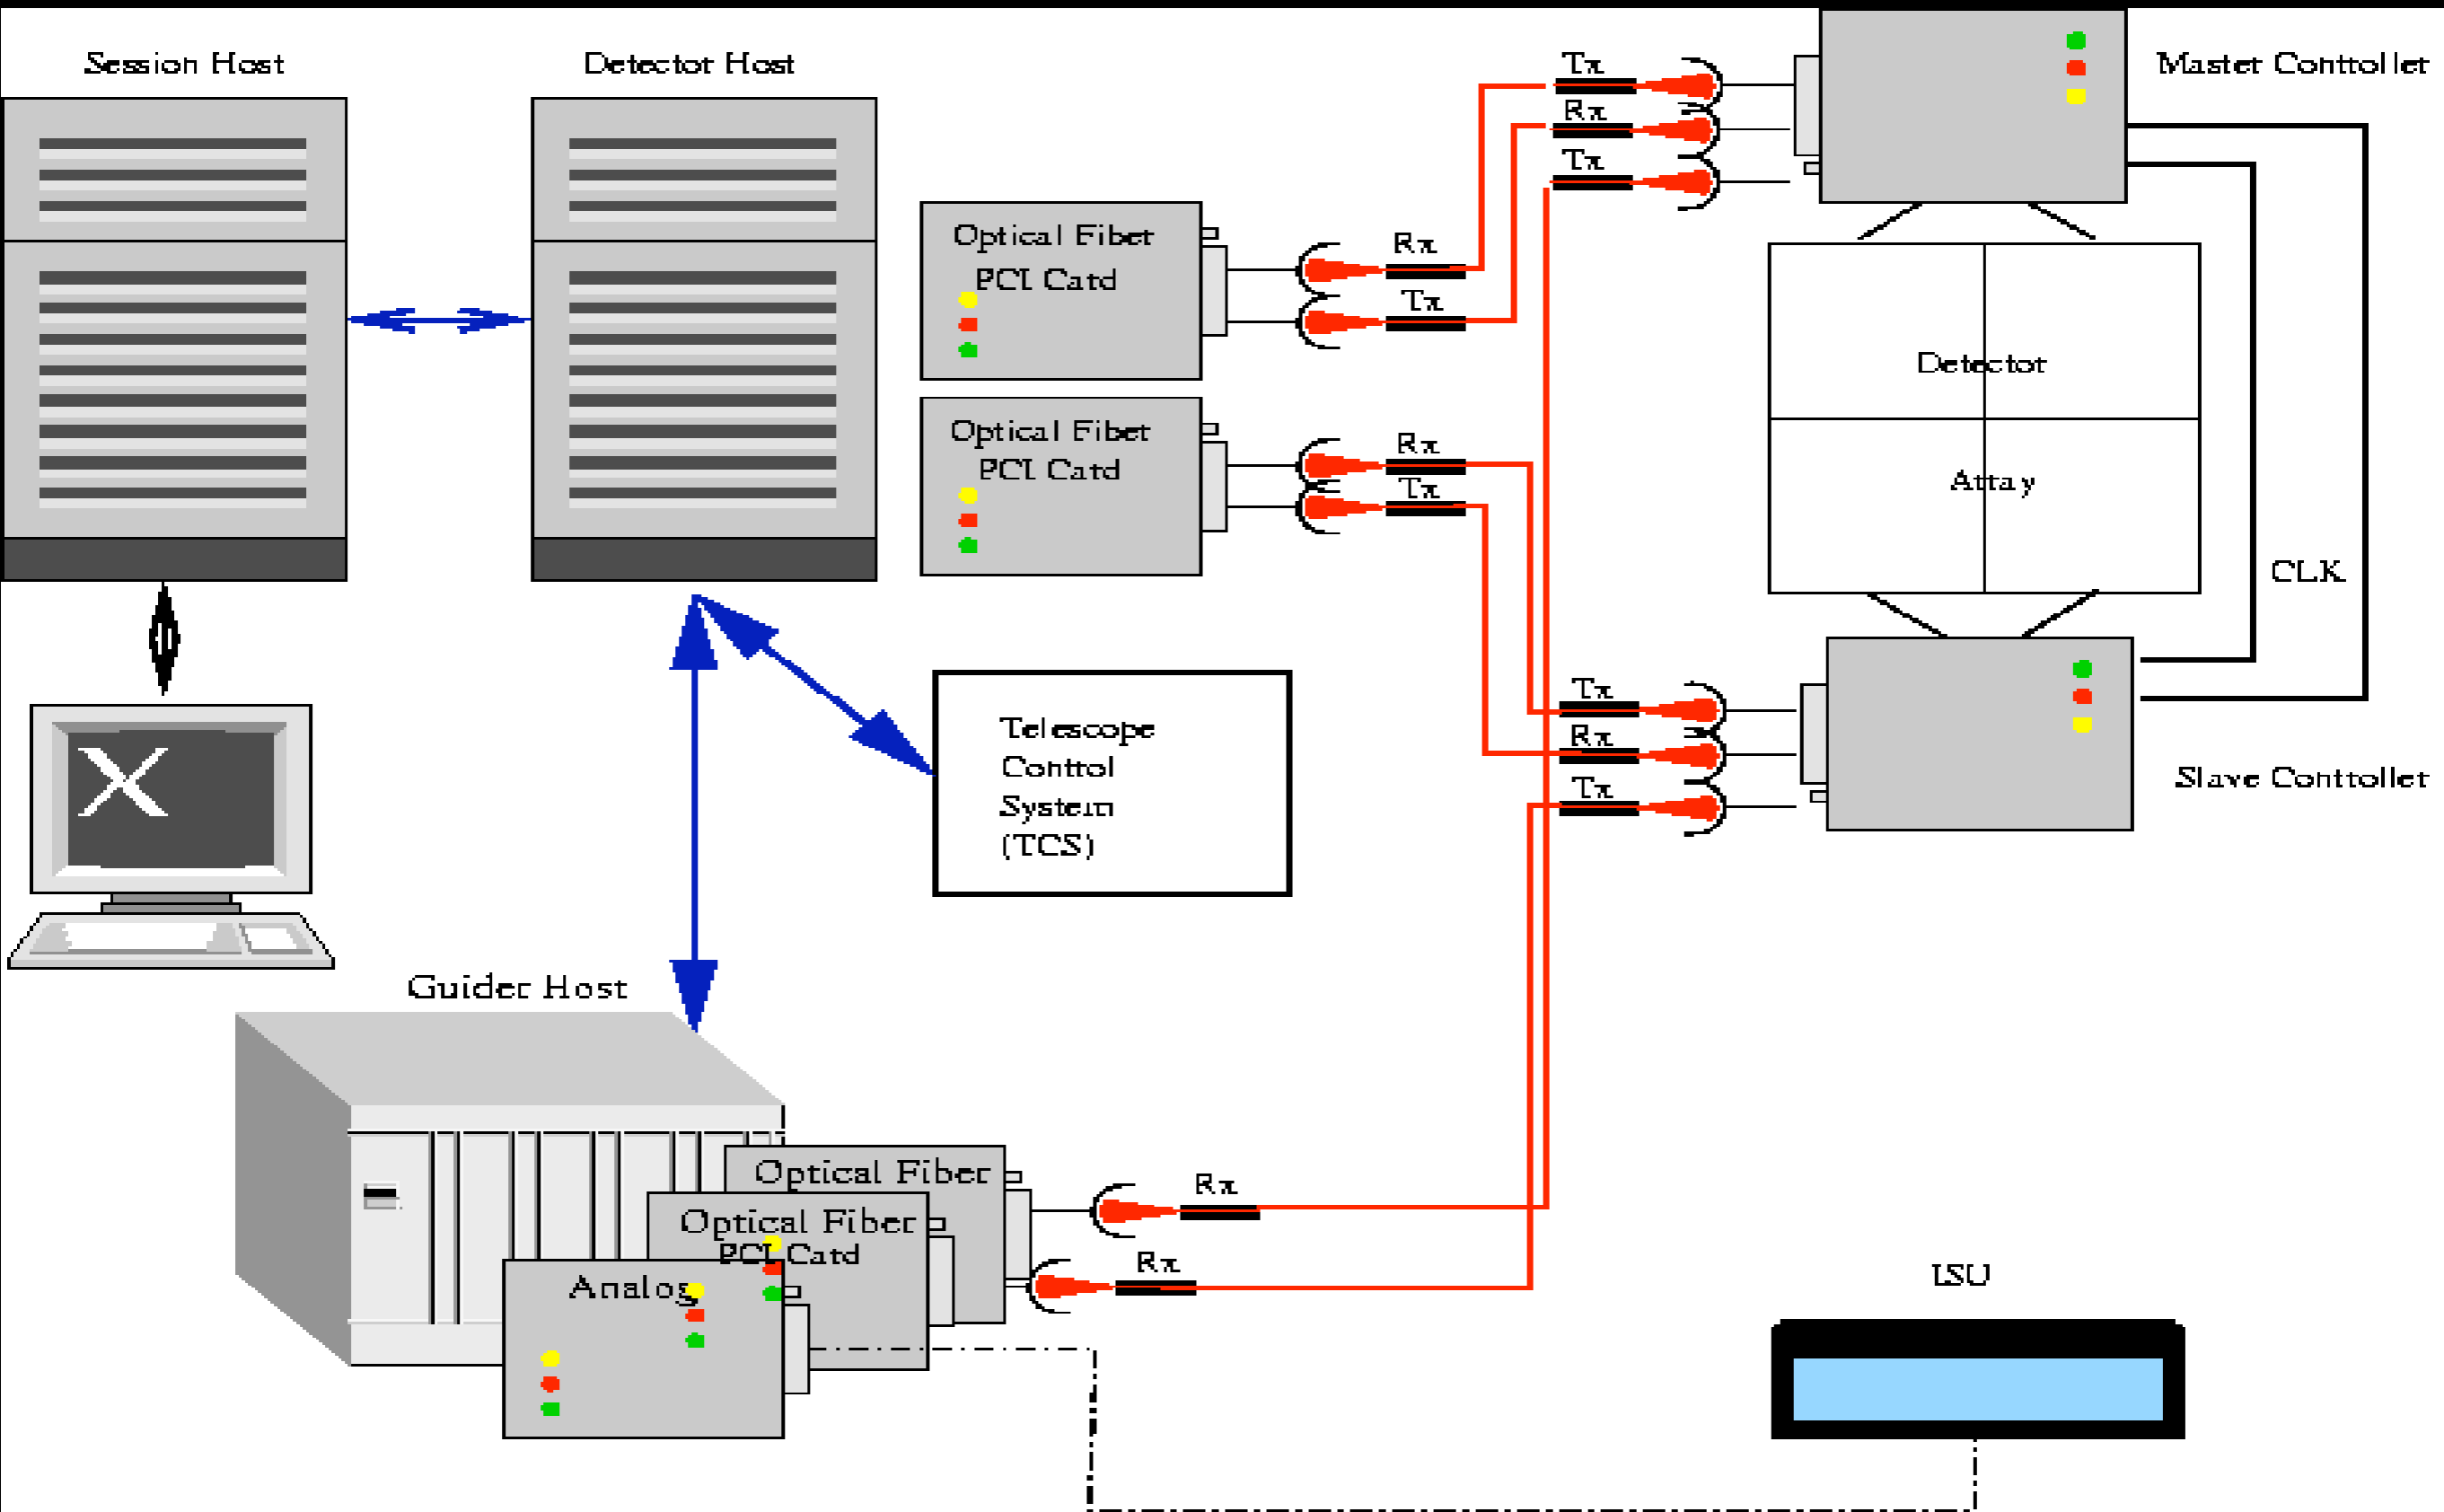 Session Host
Detector Host
Master Controller
Tx
Rx
Tx
Optical Fiber
PCI Card
Rx
Tx
Optical Fiber
PCI Card
Rx
Tx
Detector
Array
CLK
Tx
Rx
Tx
Slave Controller
Telescope
Control
System
(TCS)
X
Guider Host
Optical Fiber
Optical Fiber
PCI Card
Analog
Rx
Rx
ISU